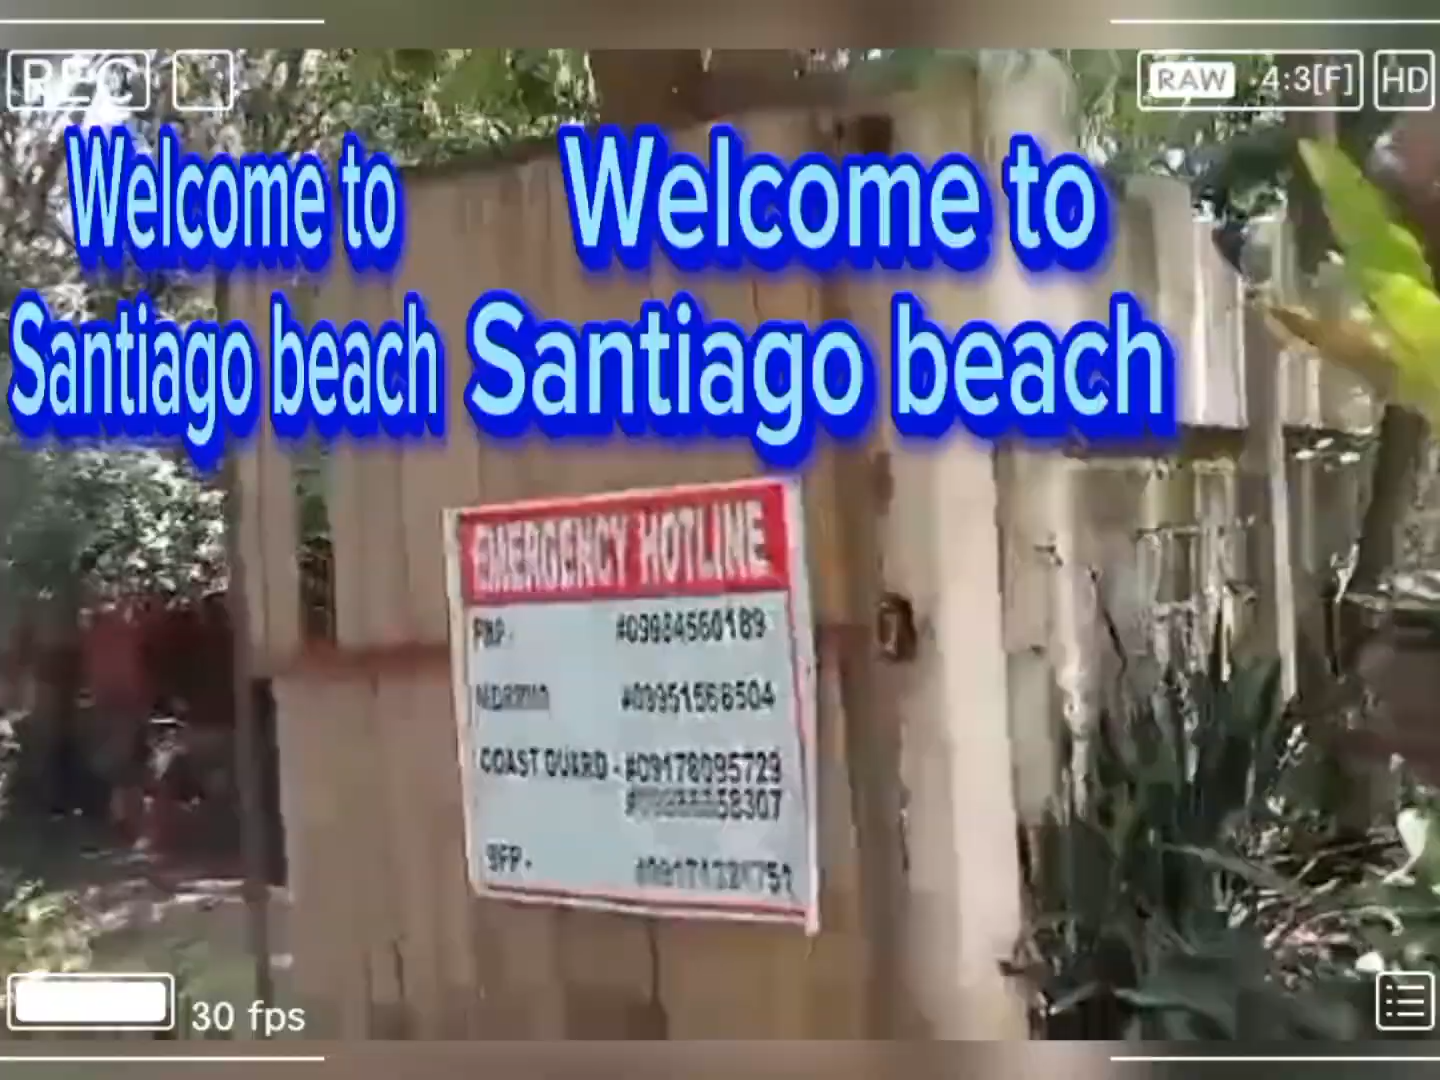 REC
RAW 4:3[F] HD
Welcome to
Santiago beach
Welcome to
Santiago beach
EMERGENCY HOTLINE
PNP- #09984560189
#09951568504
COAST GUARD - #09178095729
BFP-
30 fps